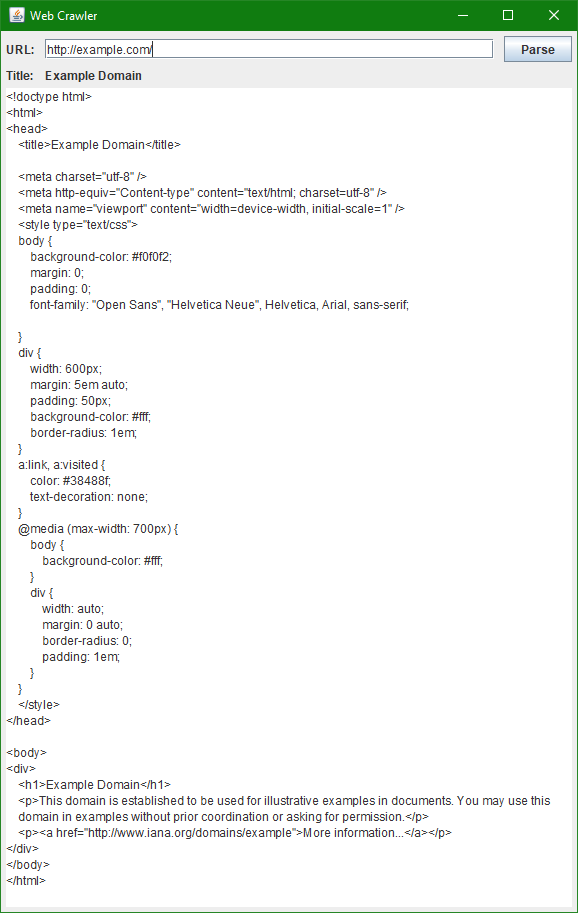 Web Crawler
URL: http://example.com/ Parse
Title: Example Domain
<!doctype html>
<html>
<head>
    <title>Example Domain</title>

    <meta charset="utf-8" />
    <meta http-equiv="Content-type" content="text/html; charset=utf-8" />
    <meta name="viewport" content="width=device-width, initial-scale=1" />
    <style type="text/css">
    body {
        background-color: #f0f0f2;
        margin: 0;
        padding: 0;
        font-family: "Open Sans", "Helvetica Neue", Helvetica, Arial, sans-serif;

    }
    div {
        width: 600px;
        margin: 5em auto;
        padding: 50px;
        background-color: #fff;
        border-radius: 1em;
    }
    a:link, a:visited {
        color: #38488f;
        text-decoration: none;
    }
    @media (max-width: 700px) {
        body {
            background-color: #fff;
        }
        div {
            width: auto;
            margin: 0 auto;
            border-radius: 0;
            padding: 1em;
        }
    }
    </style>
</head>

<body>
<div>
    <h1>Example Domain</h1>
    <p>This domain is established to be used for illustrative examples in documents. You may use this
    domain in examples without prior coordination or asking for permission.</p>
    <p><a href="http://www.iana.org/domains/example">More information...</a></p>
</div>
</body>
</html>